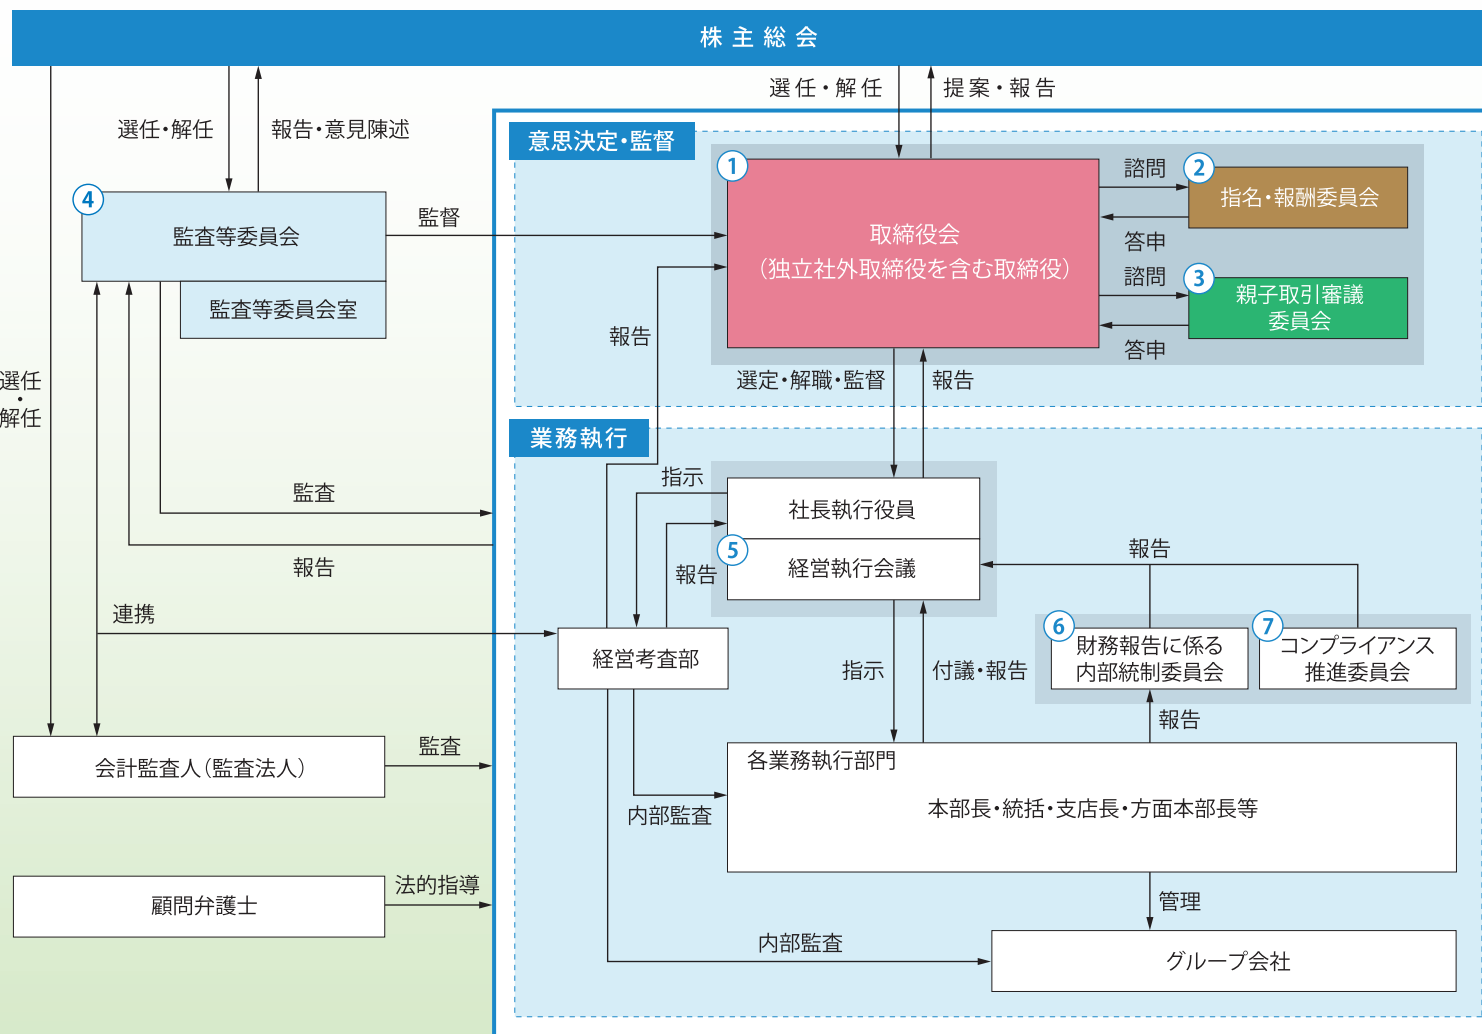 株主総会
選任・解任
報告・意見陳述
選任・解任
提案・報告
意思決定・監督
1
取締役会
（独立社外取締役を含む取締役）
諮問
答申
2
指名・報酬委員会
諮問
答申
3
親子取引審議
委員会
4
監査等委員会
監査等委員会室
監督
報告
選任
・
解任
選定・解職・監督
報告
業務執行
監査
報告
連携
指示
報告
社長執行役員
5
経営執行会議
報告
経営考査部
指示
付議・報告
6
財務報告に係る
内部統制委員会
7
コンプライアンス
推進委員会
報告
会計監査人（監査法人）
監査
内部監査
各業務執行部門
本部長・統括・支店長・方面本部長等
顧問弁護士
法的指導
管理
内部監査
グループ会社